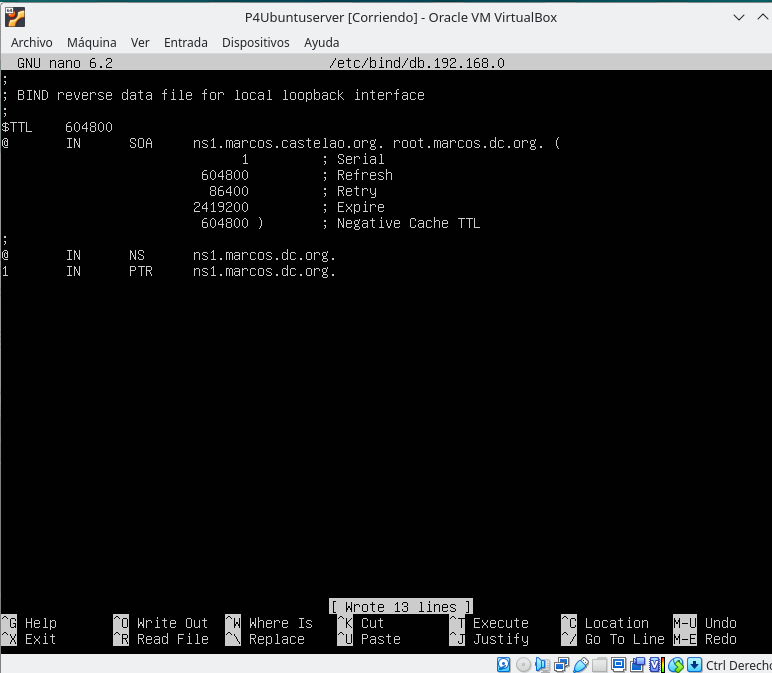 P4Ubuntuserver [Corriendo] - Oracle VM VirtualBox
Archivo Máquina Ver Entrada Dispositivos Ayuda
GNU nano 6.2 /etc/bind/db.192.168.0
;
; BIND reverse data file for local loopback interface
;
$TTL 604800
@ IN SOA ns1.marcos.castelao.org. root.marcos.dc.org. (
1 ; Serial
604800 ; Refresh
86400 ; Retry
2419200 ; Expire
604800 ) ; Negative Cache TTL
;
@ IN NS ns1.marcos.dc.org.
1 IN PTR ns1.marcos.dc.org.
[ Wrote 13 lines ]
^G Help ^O Write Out ^W Where Is ^K Cut ^T Execute ^C Location M-U Undo
^X Exit ^R Read File ^\ Replace ^U Paste ^J Justify ^/ Go To Line M-E Redo
Ctrl Derecho